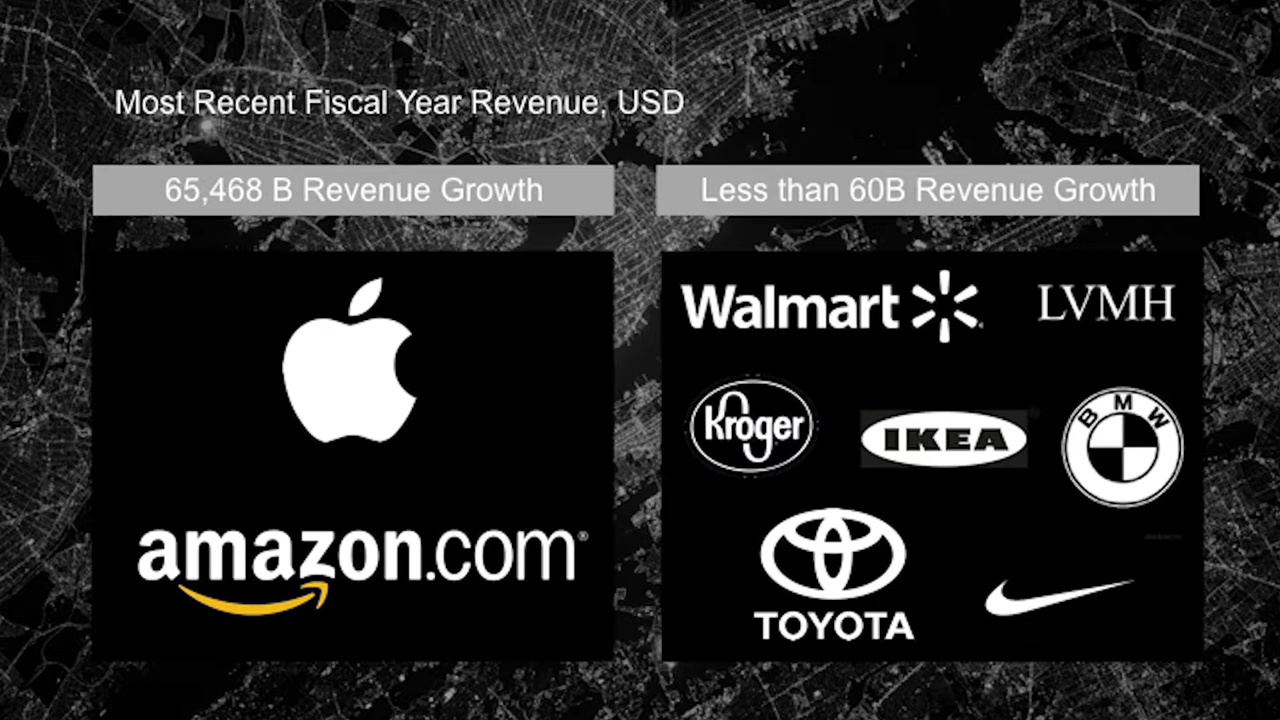 Most Recent Fiscal Year Revenue, USD
65,468 B Revenue Growth
Less than 60B Revenue Growth
Walmart
LVMH
Kroger
IKEA
BMW
amazon.com
TOYOTA